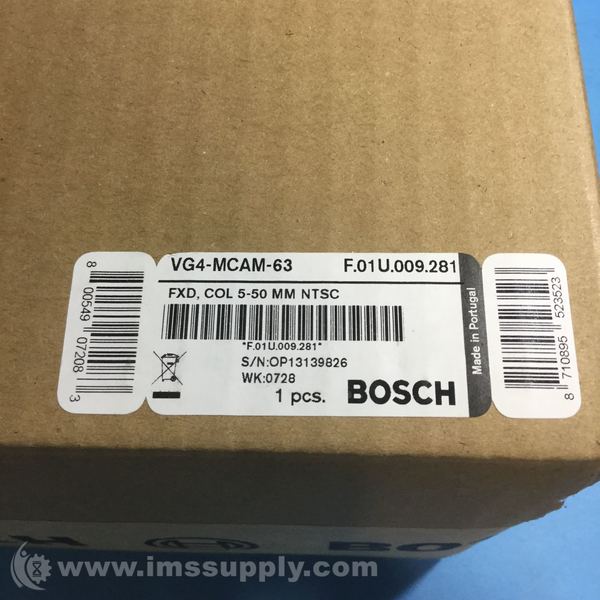 VG4-MCAM-63 F.01U.009.281
FXD, COL 5-50 MM NTSC
*F.01U.009.281*
S/N:OP13139826
WK:0728
1 pcs. BOSCH
Made in Portugal
8 00549 07208 3
8 710895 523523
BO
www.imssupply.com